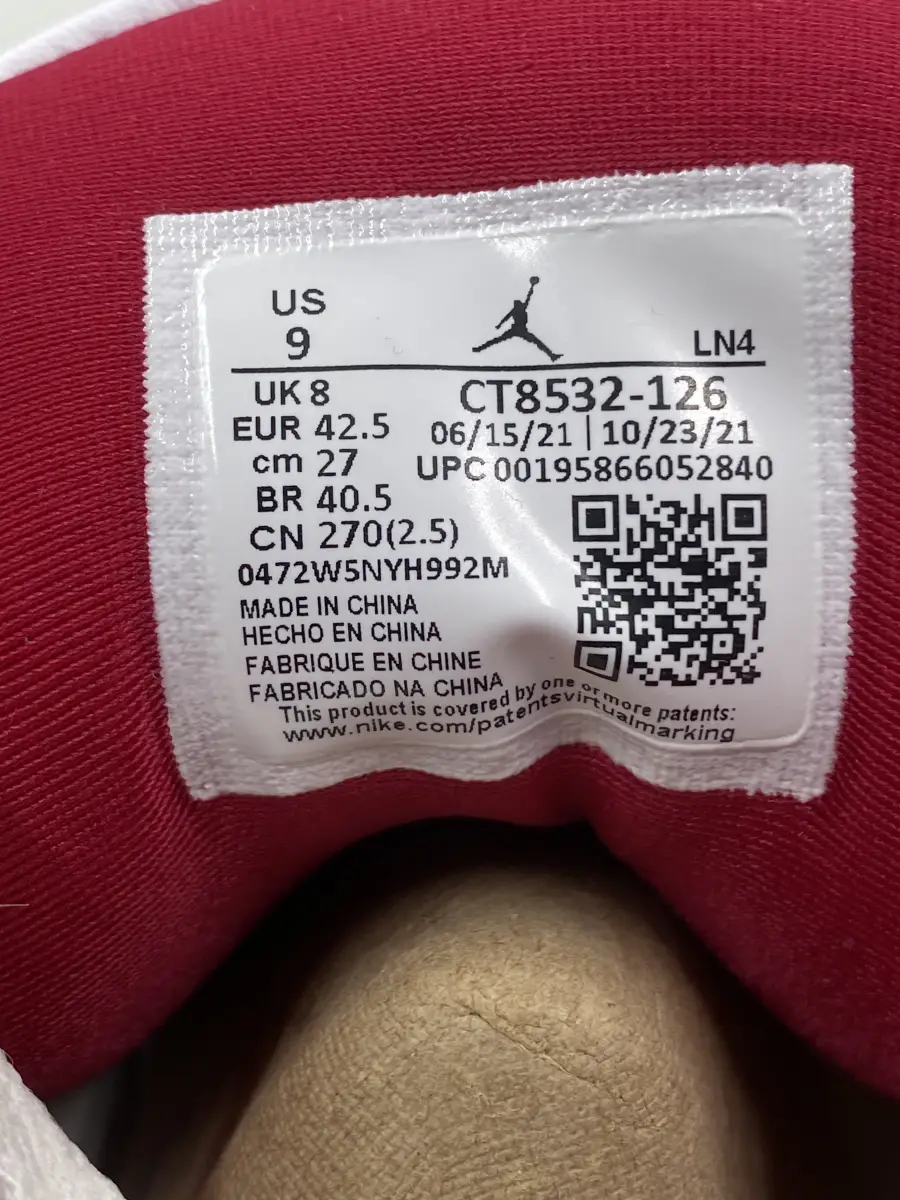 US
9
LN4
UK 8
CT8532-126
EUR 42.5
06/15/21 | 10/23/21
cm 27
UPC 00195866052840
BR 40.5
CN 270(2.5)
0472W5NYH992M
MADE IN CHINA
HECHO EN CHINA
FABRIQUE EN CHINE
FABRICADO NA CHINA
This product is covered by one or more patents:
www.nike.com/patentsvirtualmarking